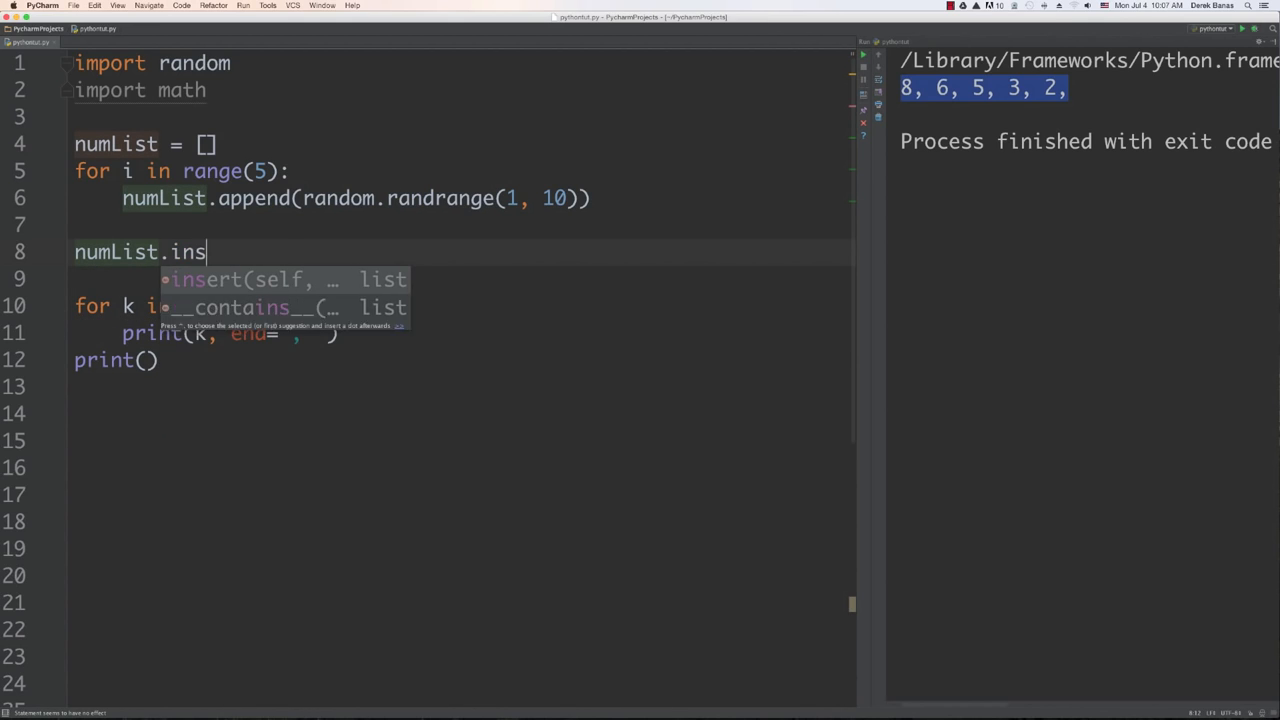 PyCharm File Edit View Navigate Code Refactor Run Tools VCS Window Help 10 Mon Jul 4 10:07 AM Derek Banas
pythontut.py - PycharmProjects - [~/PycharmProjects]
PycharmProjects pythontut.py pythontut
pythontut.py Run: pythontut
1 import random
2 import math
3
4 numList = []
5 for i in range(5):
6 numList.append(random.randrange(1, 10))
7
8 numList.ins
9 insert(self, … list
10 for k i __contains__(… list
Press ^. to choose the selected (or first) suggestion and insert a dot afterwards >>
11 print(k, end= , )
12 print()
13
14
15
16
17
18
19
20
21
22
23
24
/Library/Frameworks/Python.frame
8, 6, 5, 3, 2,
Process finished with exit code
Statement seems to have no effect 8:12 LF÷ UTF-8÷